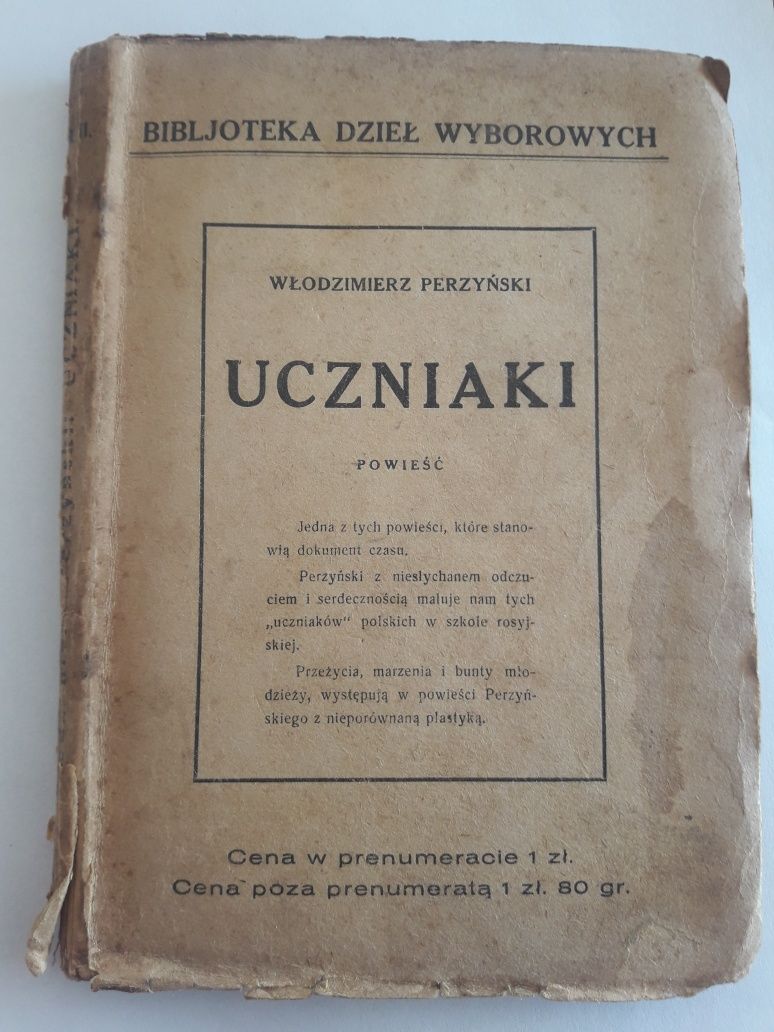 BIBLJOTEKA DZIEŁ WYBOROWYCH
WŁODZIMIERZ PERZYŃSKI
UCZNIAKI
POWIEŚĆ
Jedna z tych powieści, które stano-
wią dokument czasu.
Perzyński z niesłychanem odczu-
ciem i serdecznością maluje nam tych
„uczniaków“ polskich w szkole rosyj-
skiej.
Przeżycia, marzenia i bunty mło-
dzieży, występują w powieści Perzyń-
skiego z nieporównaną plastyką.
Cena w prenumeracie 1 zł.
Cena poza prenumeratą 1 zł. 80 gr.
UCZNIAKI